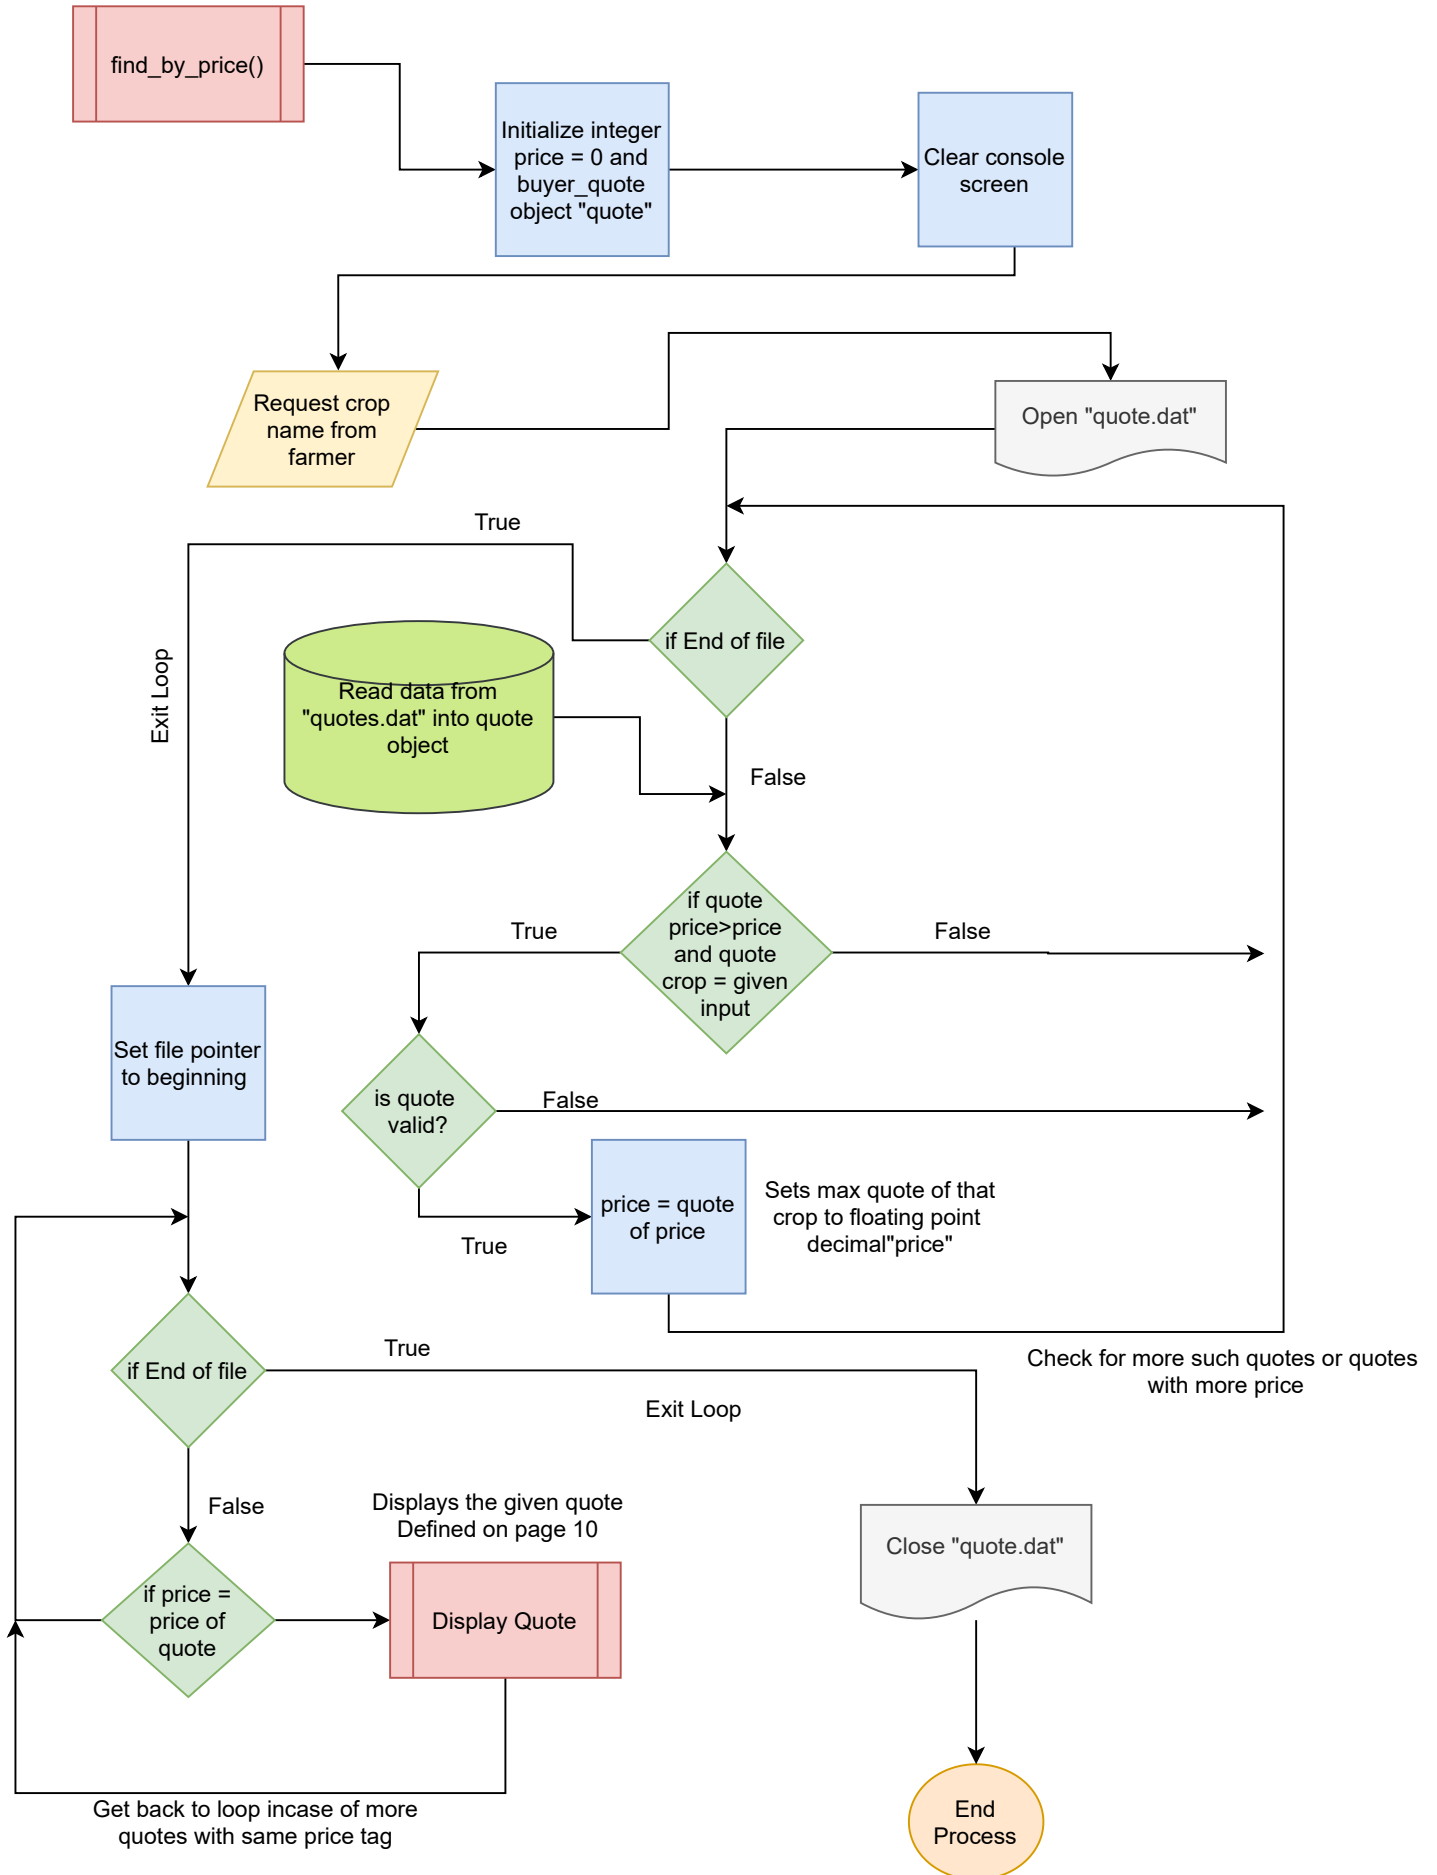 find_by_price()
Initialize integer
price = 0 and
buyer_quote
object "quote"
Clear console
screen
Request crop
name from
farmer
Open "quote.dat"
True
if End of file
Exit Loop
Read data from
"quotes.dat" into quote
object
False
if quote
price>price
and quote
crop = given
input
True
False
Set file pointer
to beginning
is quote
valid?
False
price = quote
of price
Sets max quote of that
crop to floating point
decimal"price"
True
if End of file
True
Exit Loop
Check for more such quotes or quotes
with more price
False
Displays the given quote
Defined on page 10
if price =
price of
quote
Display Quote
Close "quote.dat"
Get back to loop incase of more
quotes with same price tag
End
Process